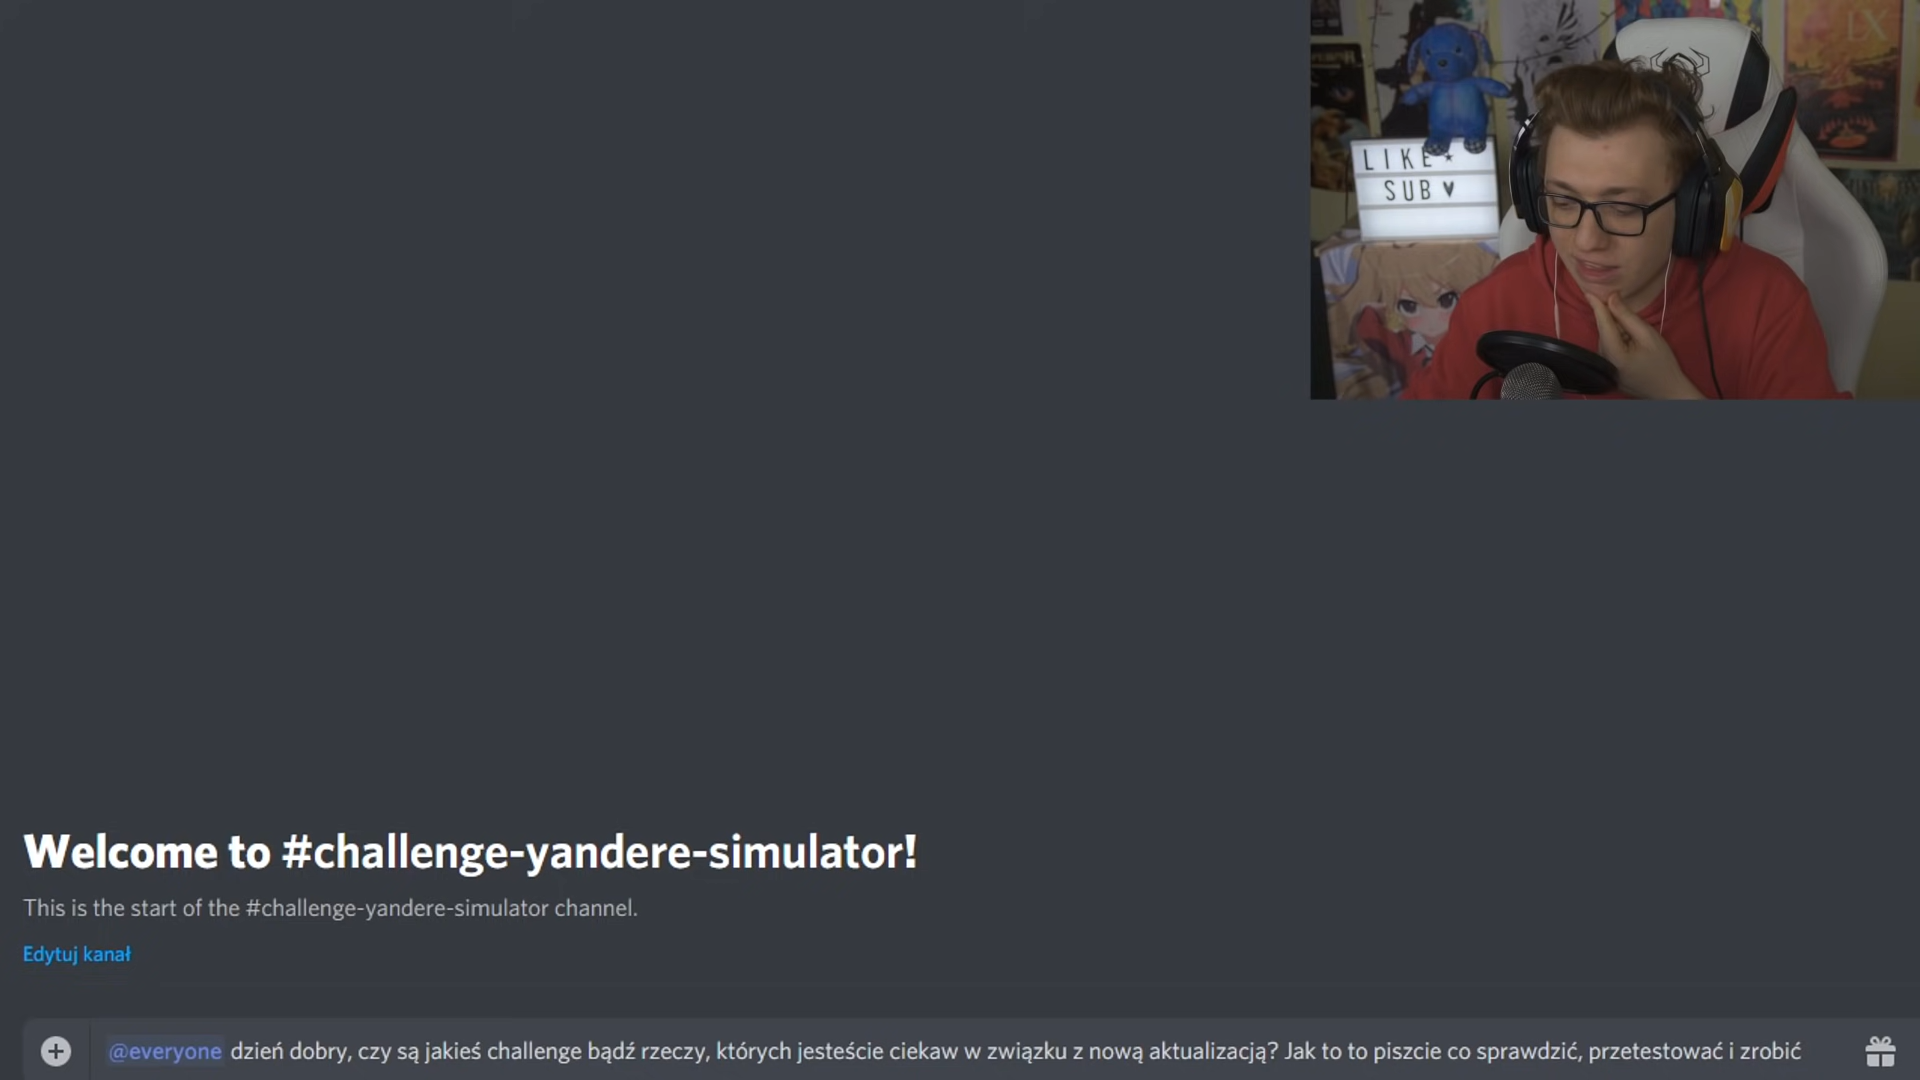 LX
LIKE ★
SUB ♥
Welcome to #challenge-yandere-simulator!
This is the start of the #challenge-yandere-simulator channel.
Edytuj kanał
@everyone dzień dobry, czy są jakieś challenge bądź rzeczy, których jesteście ciekaw w związku z nową aktualizacją? Jak to to piszcie co sprawdzić, przetestować i zrobić